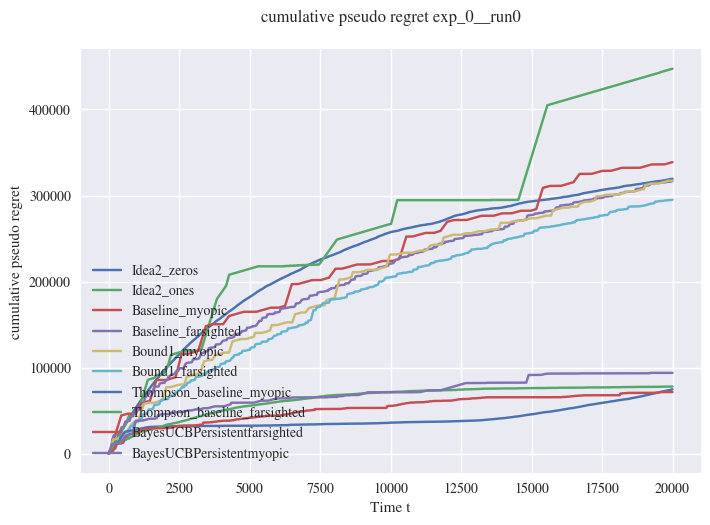 cumulative pseudo regret exp_0__run0
cumulative pseudo regret
400000
300000
200000
100000
0
Idea2_zeros
Idea2_ones
Baseline_myopic
Baseline_farsighted
Bound1_myopic
Bound1_farsighted
Thompson_baseline_myopic
Thompson_baseline_farsighted
BayesUCBPersistentfarsighted
BayesUCBPersistentmyopic
0 2500 5000 7500 10000 12500 15000 17500 20000
Time t